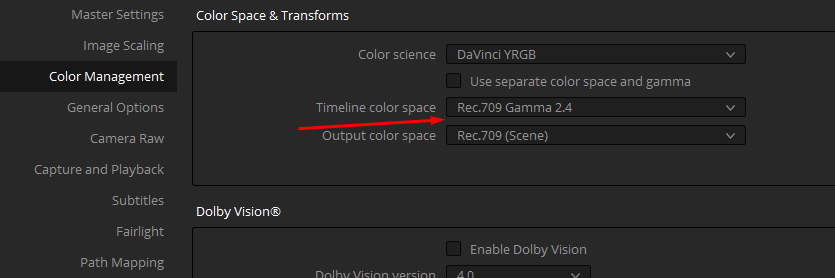 Master Settings
Image Scaling
Color Management
General Options
Camera Raw
Capture and Playback
Subtitles
Fairlight
Path Mapping
Color Space & Transforms
Color science DaVinci YRGB
Use separate color space and gamma
Timeline color space Rec.709 Gamma 2.4
Output color space Rec.709 (Scene)
Dolby Vision®
Enable Dolby Vision
Dolby Vision version 4.0